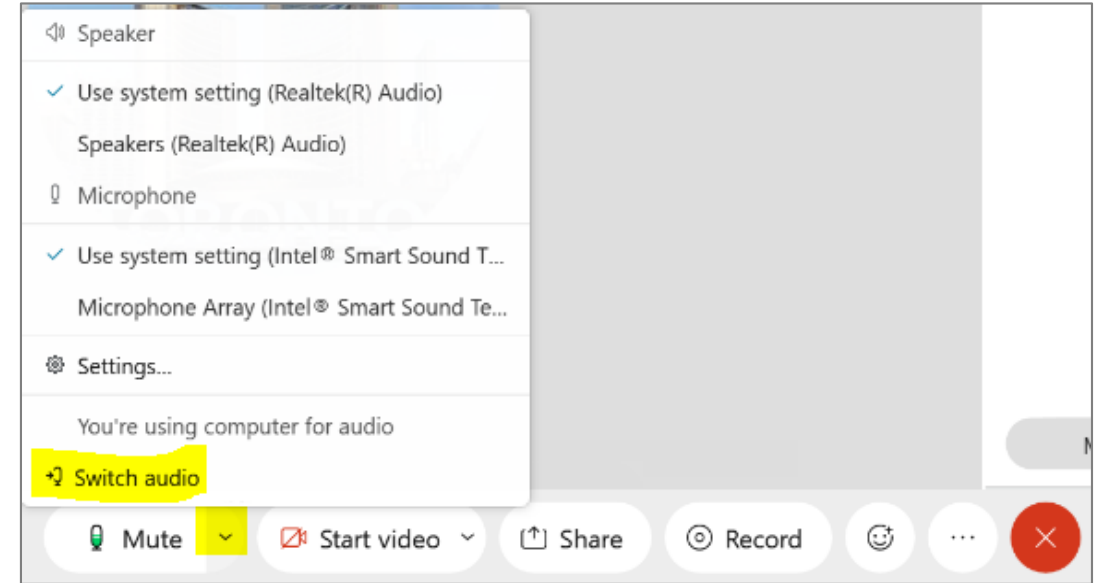 Speaker
Use system setting (Realtek(R) Audio)
Speakers (Realtek(R) Audio)
Microphone
TORONTO
Use system setting (Intel® Smart Sound T...
Microphone Array (Intel® Smart Sound Te...
Settings...
You're using computer for audio
Switch audio
Mute
Start video
Share
Record